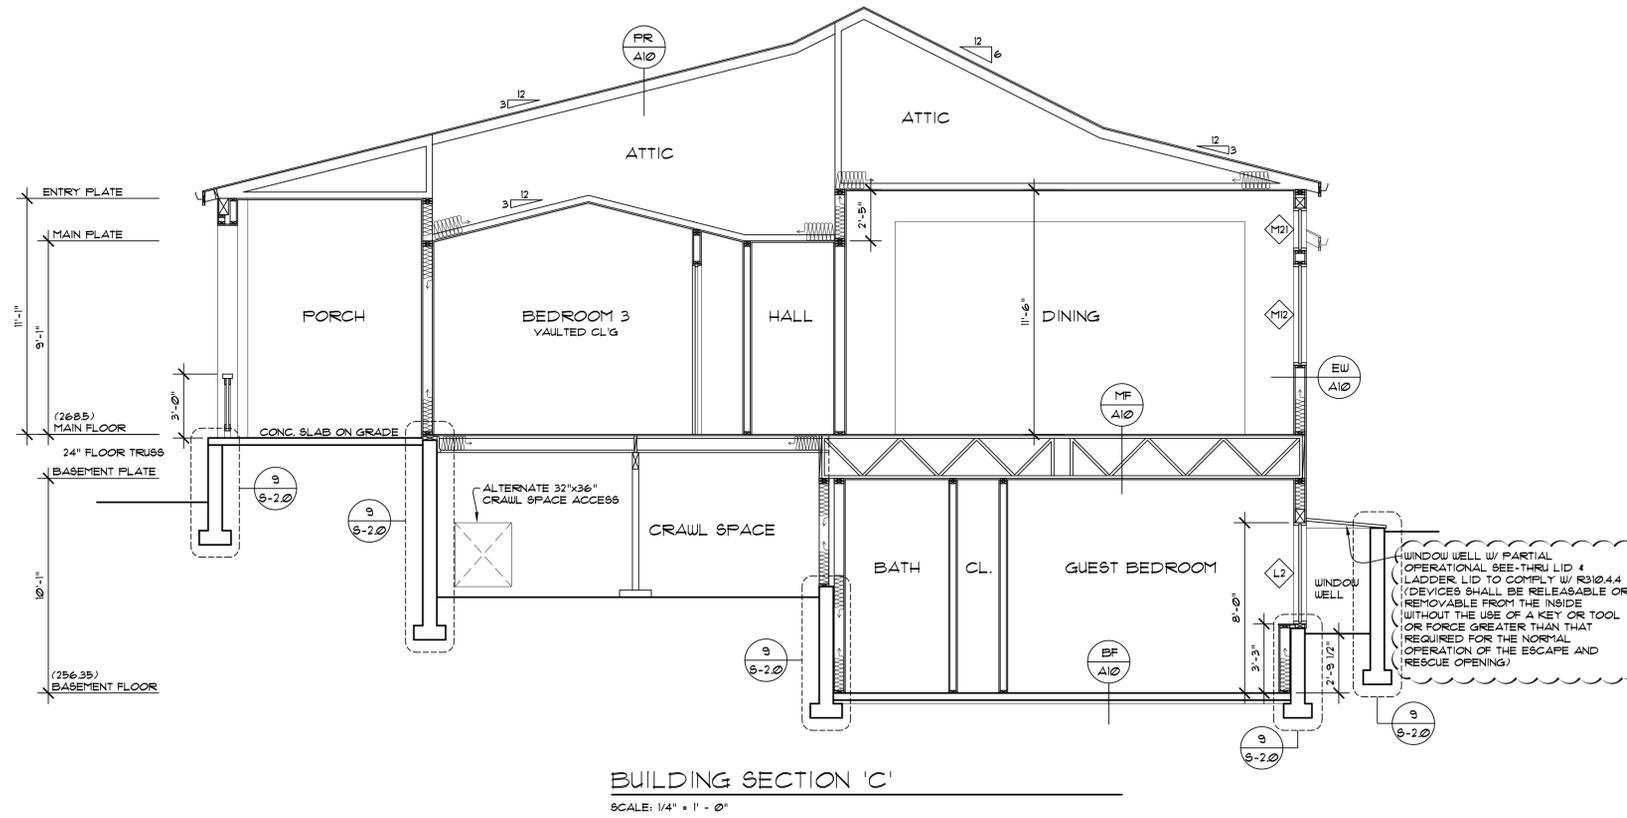 PR
A10
12
6
12
3
ATTIC
12
3
ATTIC
ENTRY PLATE
12
3
2'-5"
MAIN PLATE
M21
11'-1"
9'-1"
PORCH
BEDROOM 3
VAULTED CL'G
HALL
11'-6"
DINING
M12
EW
A10
3'-0"
MF
A10
(268.5)
MAIN FLOOR
CONC. SLAB ON GRADE
24" FLOOR TRUSS
BASEMENT PLATE
9
S-2.0
ALTERNATE 32"x36"
CRAWL SPACE ACCESS
9
S-2.0
CRAWL SPACE
BATH
CL.
GUEST BEDROOM
L2
WINDOW
WELL
WINDOW WELL W/ PARTIAL
OPERATIONAL SEE-THRU LID &
LADDER. LID TO COMPLY W/ R310.4.4
(DEVICES SHALL BE RELEASABLE OR
REMOVABLE FROM THE INSIDE
WITHOUT THE USE OF A KEY OR TOOL
OR FORCE GREATER THAN THAT
REQUIRED FOR THE NORMAL
OPERATION OF THE ESCAPE AND
RESCUE OPENING)
10'-1"
8'-0"
3'-3"
2'-9 1/2"
9
S-2.0
BF
A10
(256.35)
BASEMENT FLOOR
9
S-2.0
9
S-2.0
BUILDING SECTION 'C'
SCALE: 1/4" = 1' - 0"